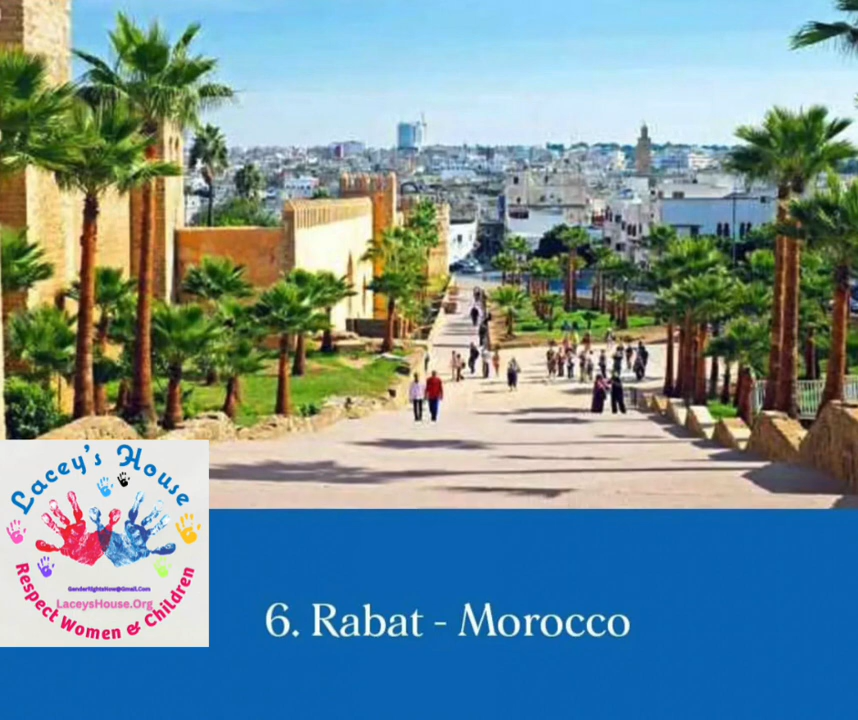 Lacey's House
GenderRightsNow@Gmail.Com
LaceysHouse.Org
Respect Women & Children
6. Rabat - Morocco